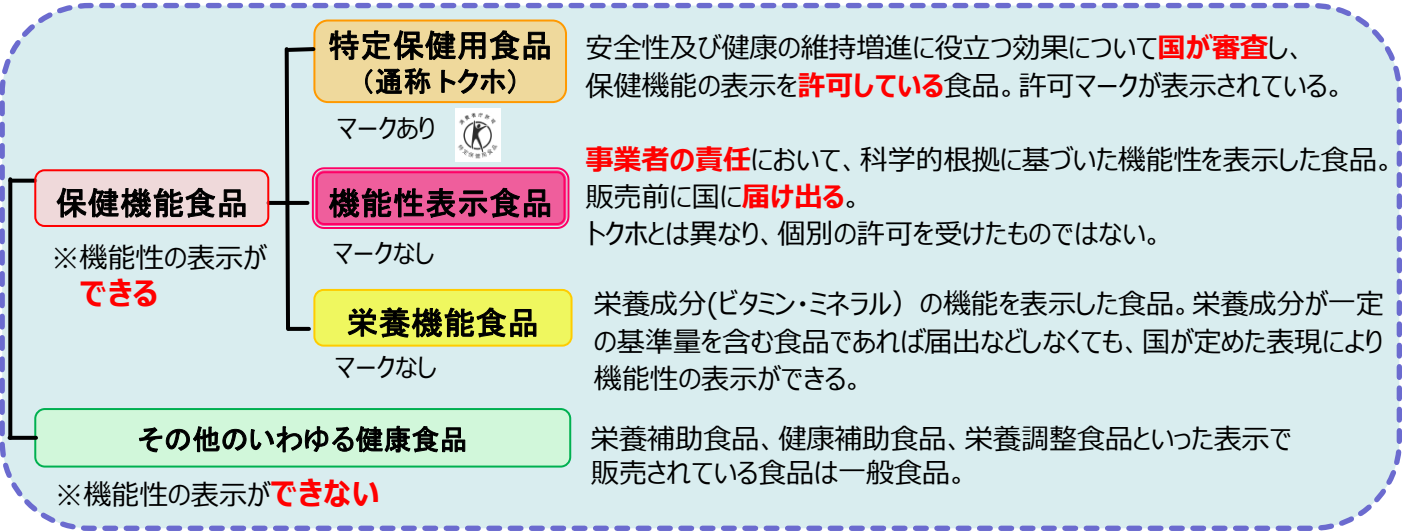 特定保健用食品
（通称トクホ）
マークあり
安全性及び健康の維持増進に役立つ効果について国が審査し、
保健機能の表示を許可している食品。許可マークが表示されている。
保健機能食品
※機能性の表示が
できる
機能性表示食品
マークなし
事業者の責任において、科学的根拠に基づいた機能性を表示した食品。
販売前に国に届け出る。
トクホとは異なり、個別の許可を受けたものではない。
栄養機能食品
マークなし
栄養成分(ビタミン・ミネラル）の機能を表示した食品。栄養成分が一定
の基準量を含む食品であれば届出などしなくても、国が定めた表現により
機能性の表示ができる。
その他のいわゆる健康食品
※機能性の表示ができない
栄養補助食品、健康補助食品、栄養調整食品といった表示で
販売されている食品は一般食品。